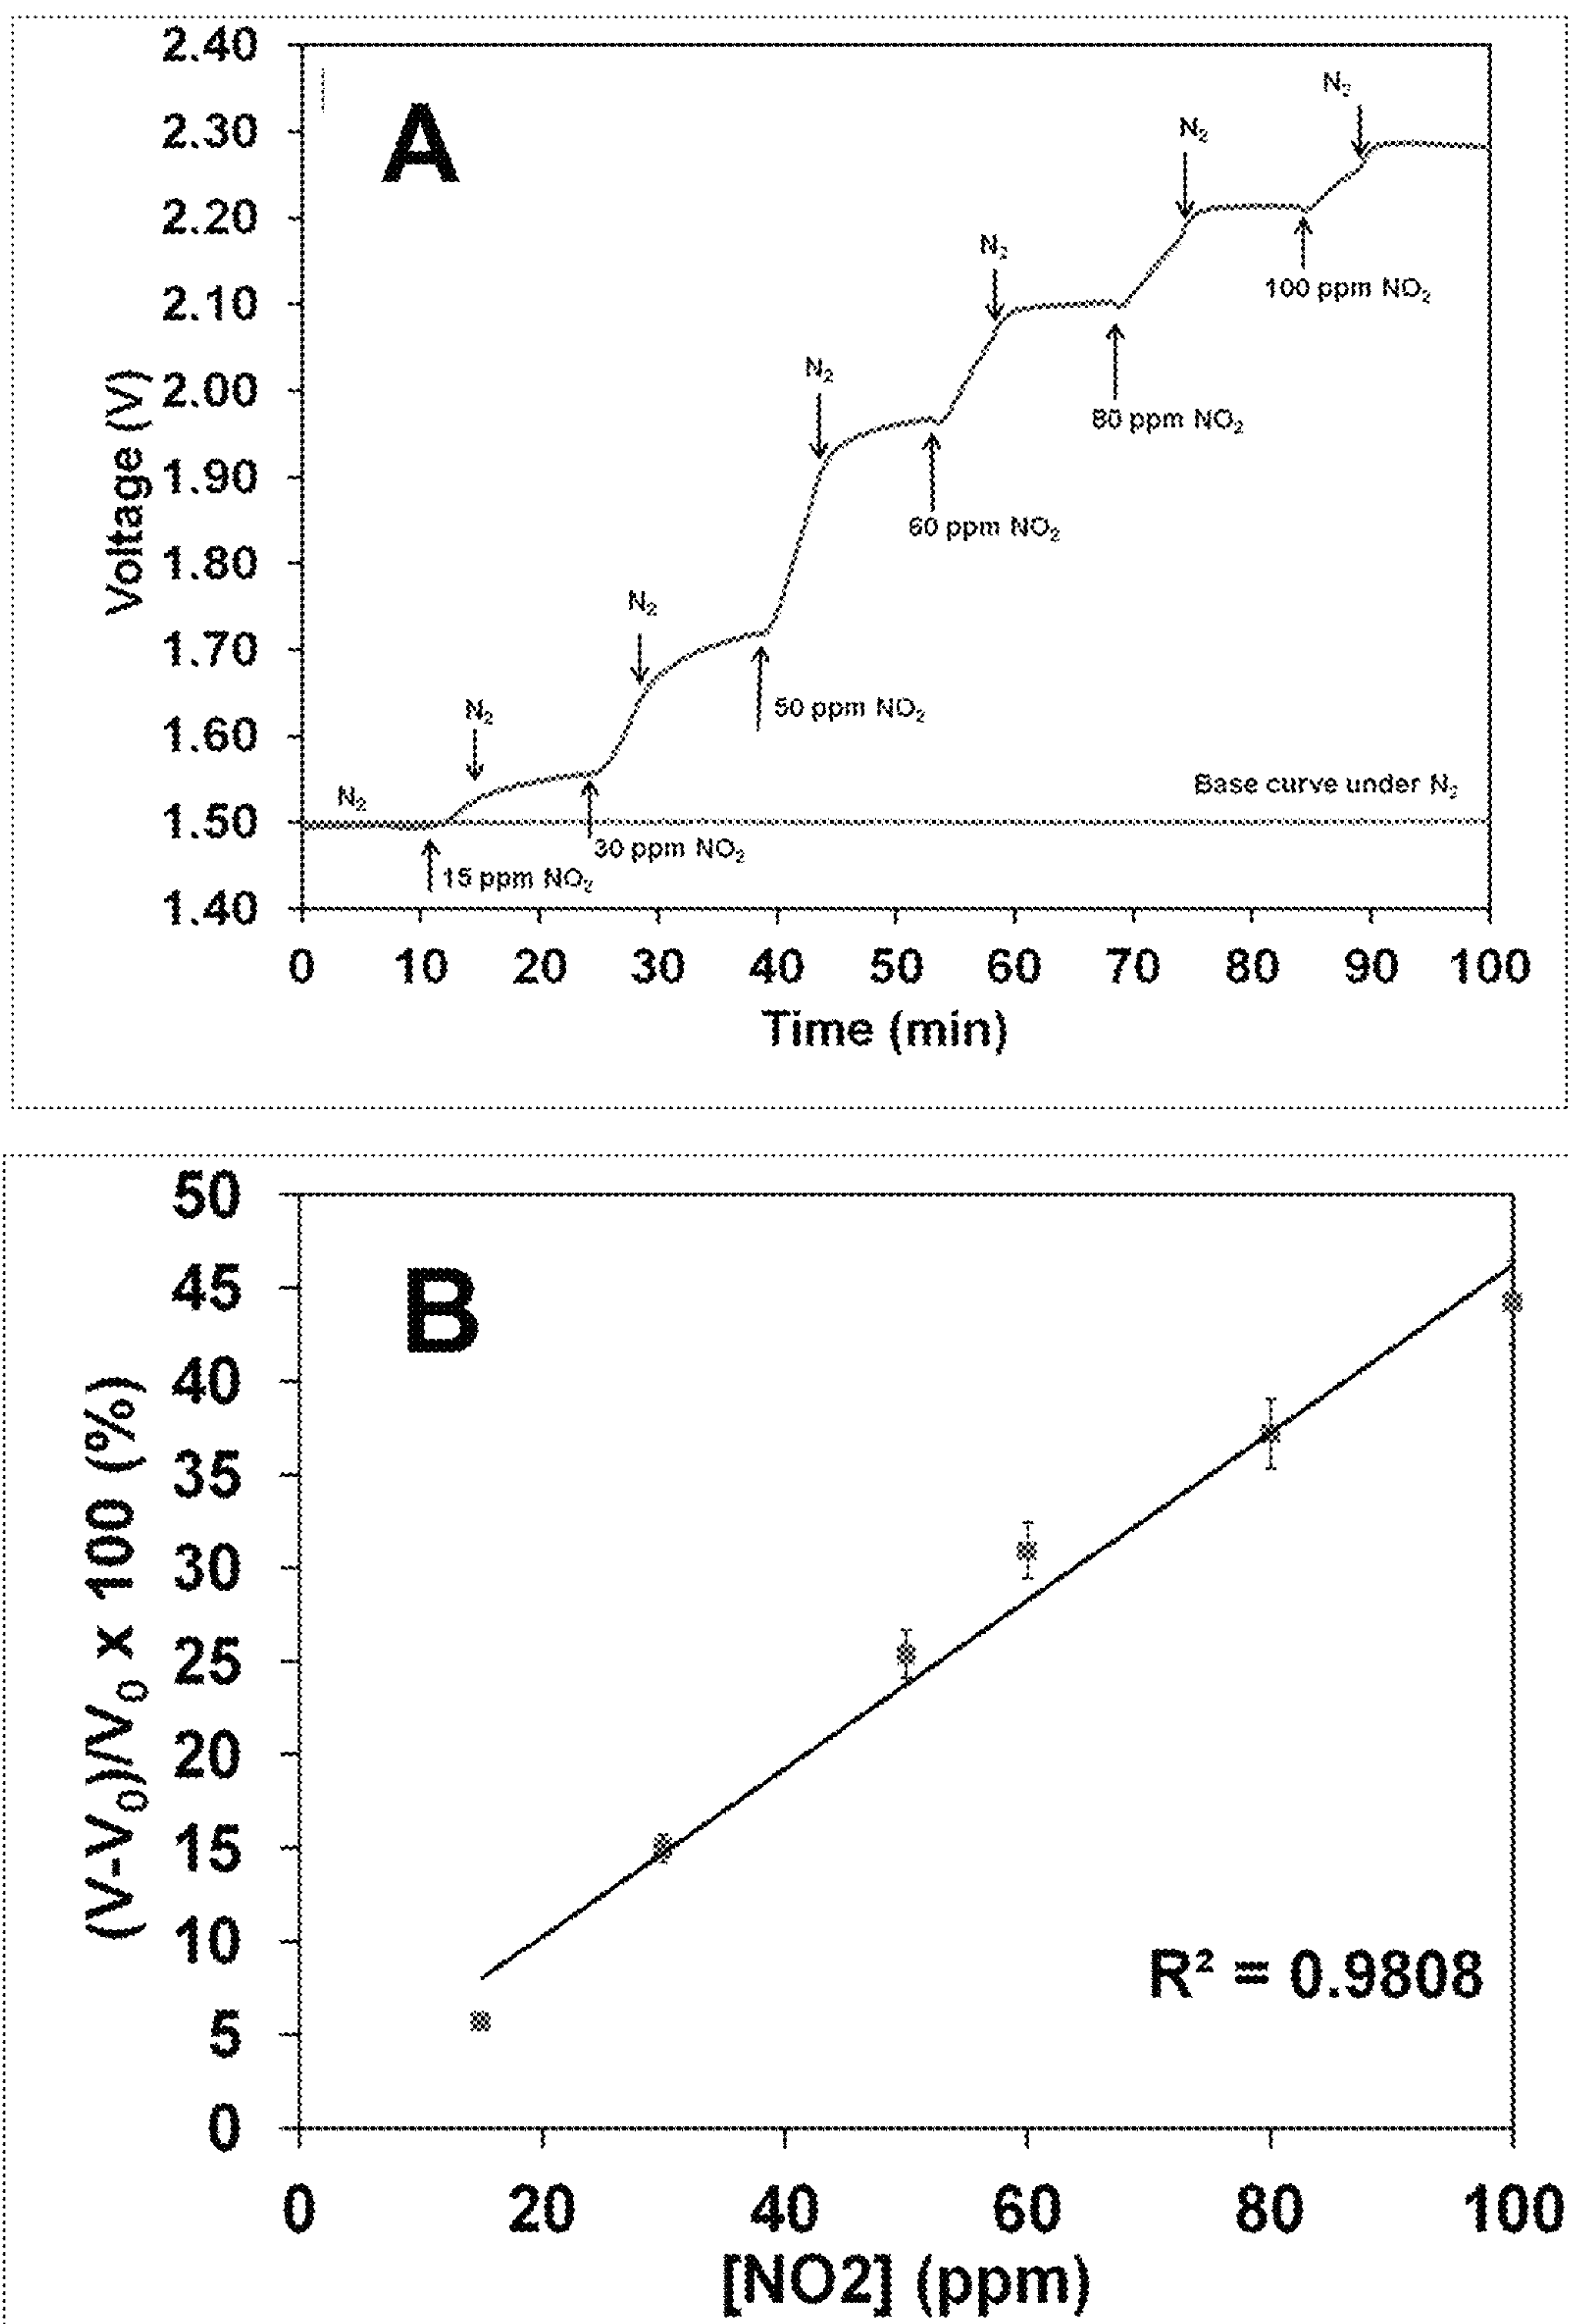 2.40
2.30
2.20
2.10
2.00
1.90
1.80
1.70
1.60
1.50
1.40
Voltage (V)
A
N₂
N₂
N₂
N₂
N₂
N₂
N₂
15 ppm NO₂
30 ppm NO₂
50 ppm NO₂
60 ppm NO₂
80 ppm NO₂
100 ppm NO₂
Base curve under N₂
0 10 20 30 40 50 60 70 80 90 100
Time (min)
50
45
40
35
30
25
20
15
10
5
0
(V-V₀)/V₀ x 100 (%)
B
R² = 0.9808
0 20 40 60 80 100
[NO2] (ppm)